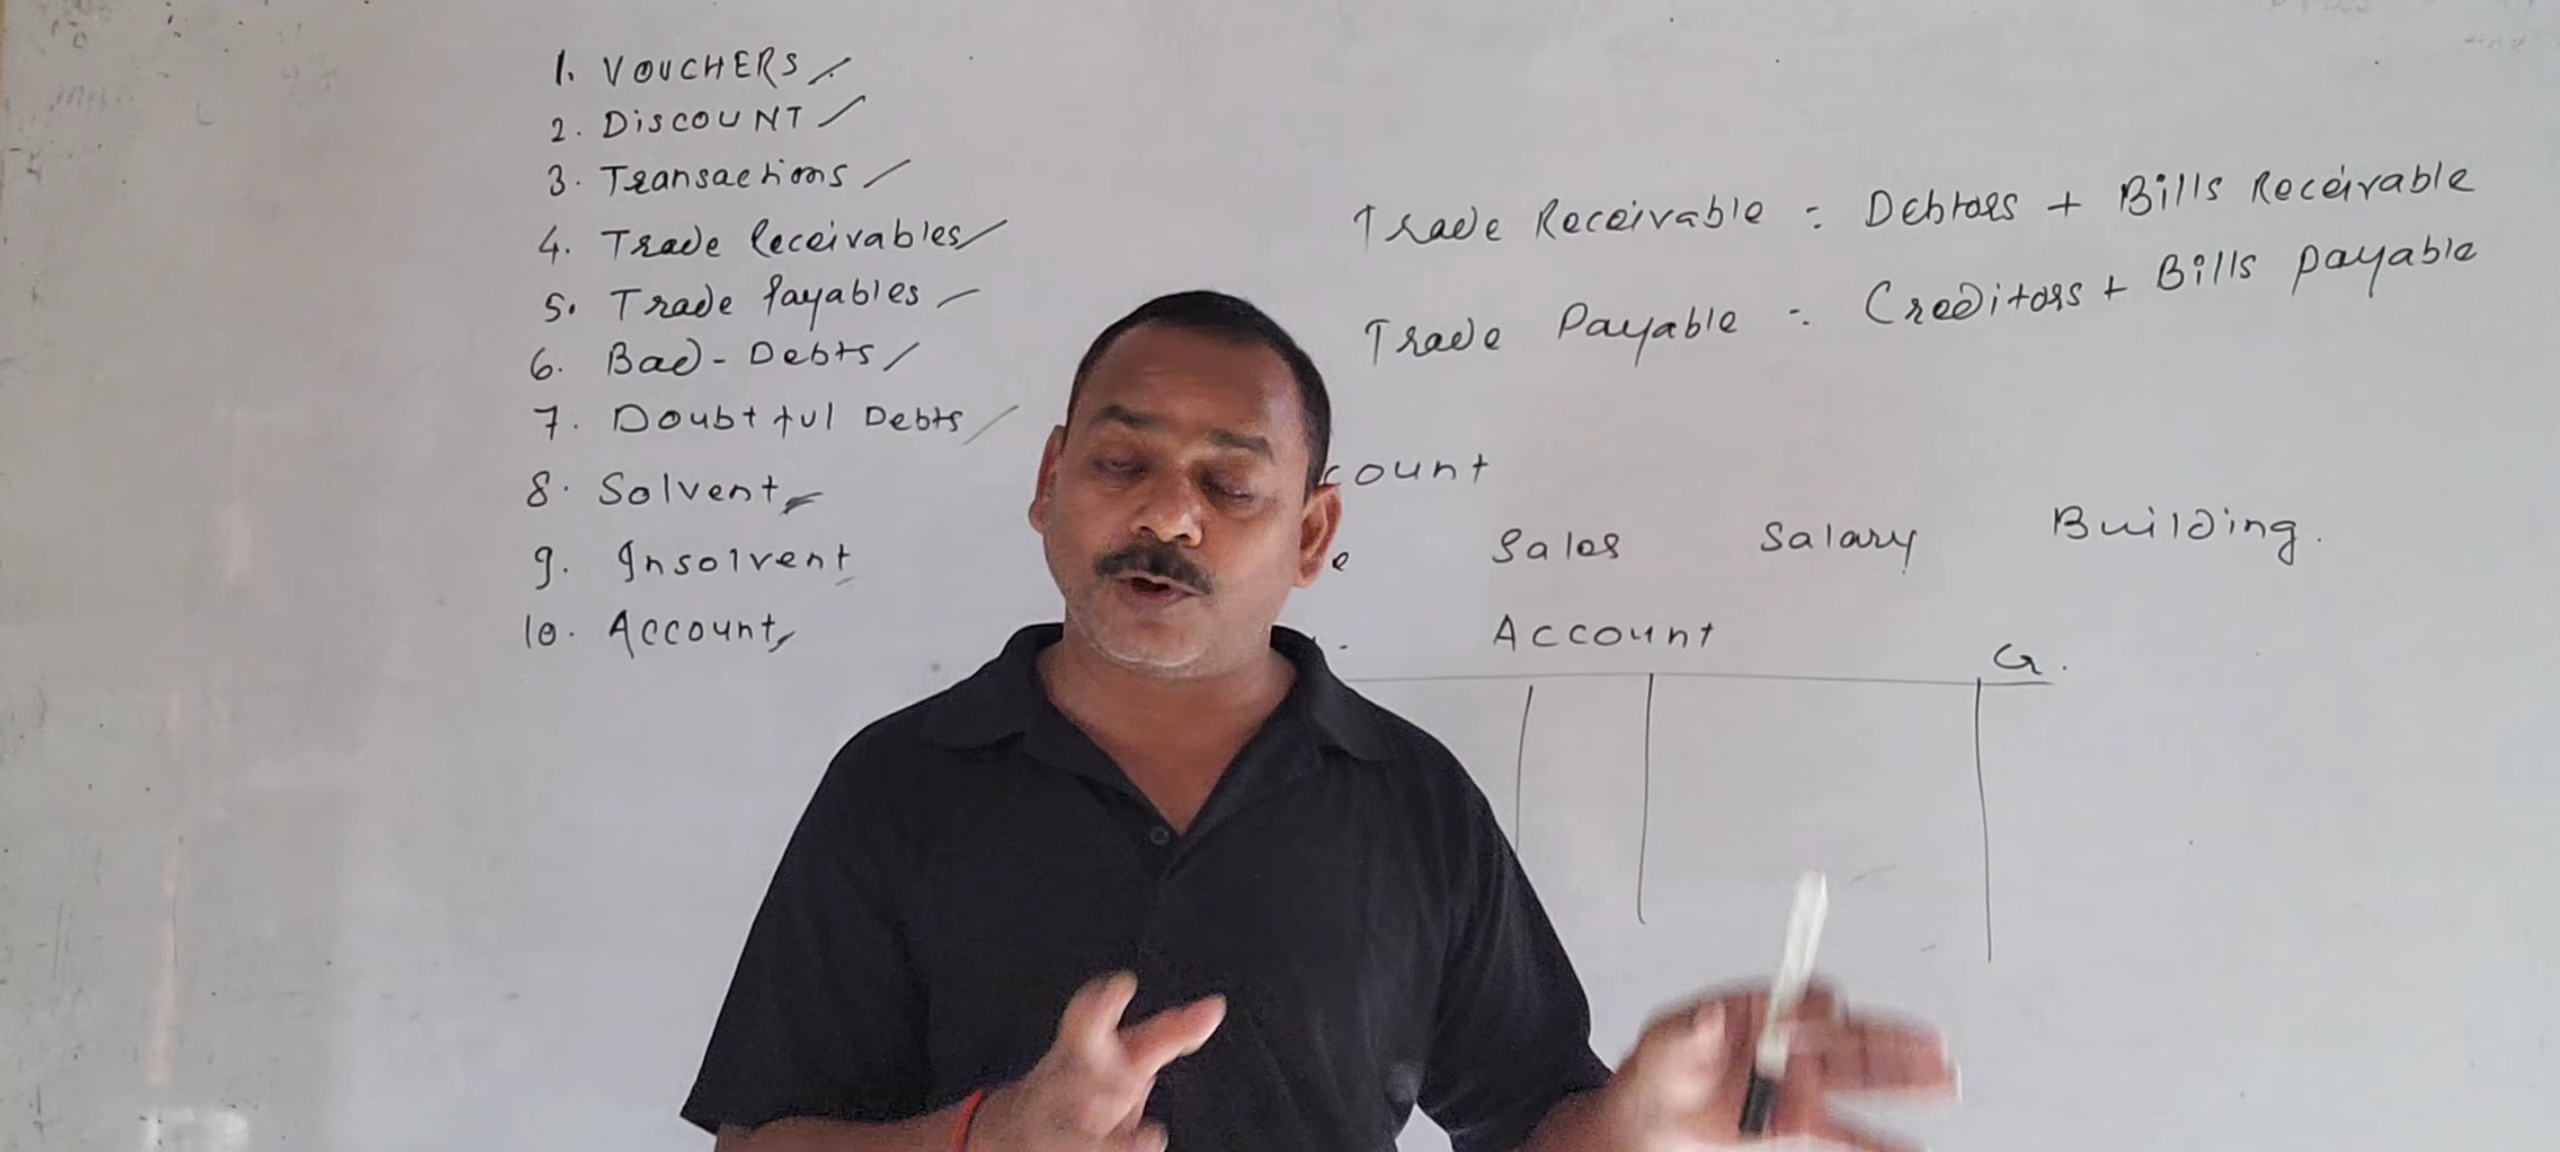 1. VOUCHERS
2. DISCOUNT
3. Transactions
4. Trade Receivables
5. Trade Payables
6. Bad-Debts
7. Doubtful Debts
8. Solvent
9. Insolvent
10. Account
Trade Receivable = Debtors + Bills Receivable
Trade Payable = Creditors + Bills Payable
count
e Sales Salary Building.
Account
Cr.